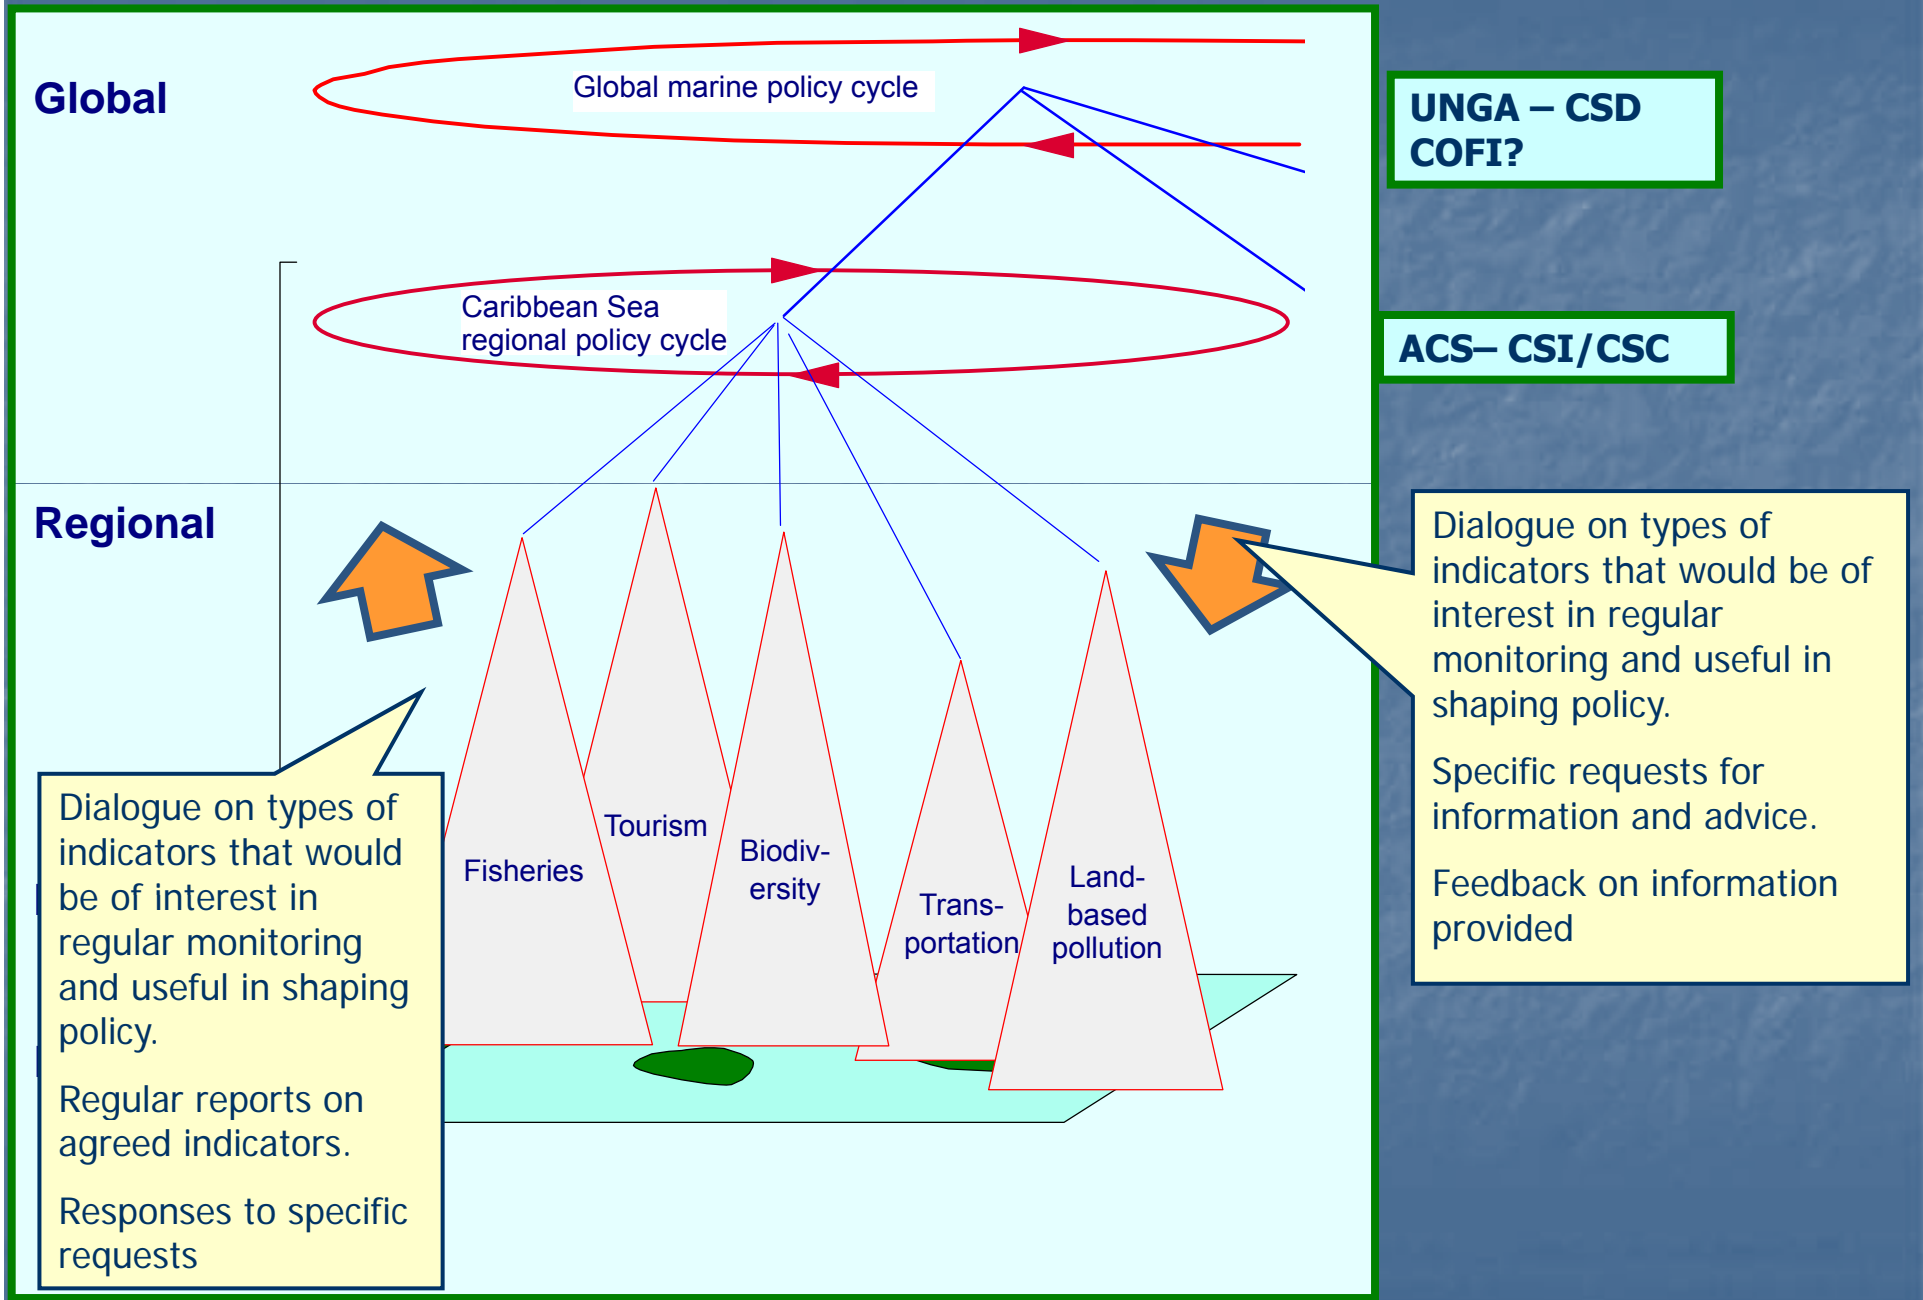 Global
Global marine policy cycle
UNGA – CSD
COFI?
Caribbean Sea
regional policy cycle
ACS– CSI/CSC
Regional
Dialogue on types of
indicators that would be of
interest in regular
monitoring and useful in
shaping policy.
Specific requests for
information and advice.
Feedback on information
provided
Dialogue on types of
indicators that would
be of interest in
regular monitoring
and useful in shaping
policy.
Regular reports on
agreed indicators.
Responses to specific
requests
Fisheries
Tourism
Biodiv-
ersity
Trans-
portation
Land-
based
pollution